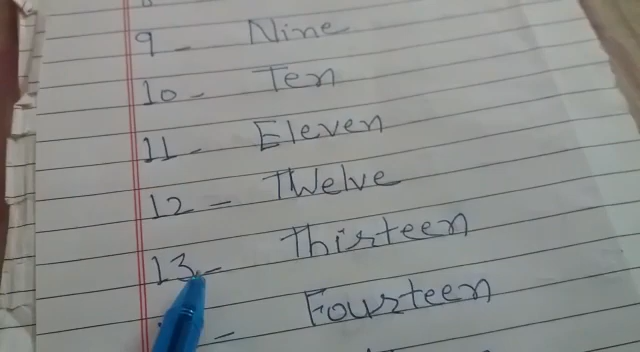 9 - Nine
10 - Ten
11 - Eleven
12 - Twelve
13 - Thirteen
- Fourteen